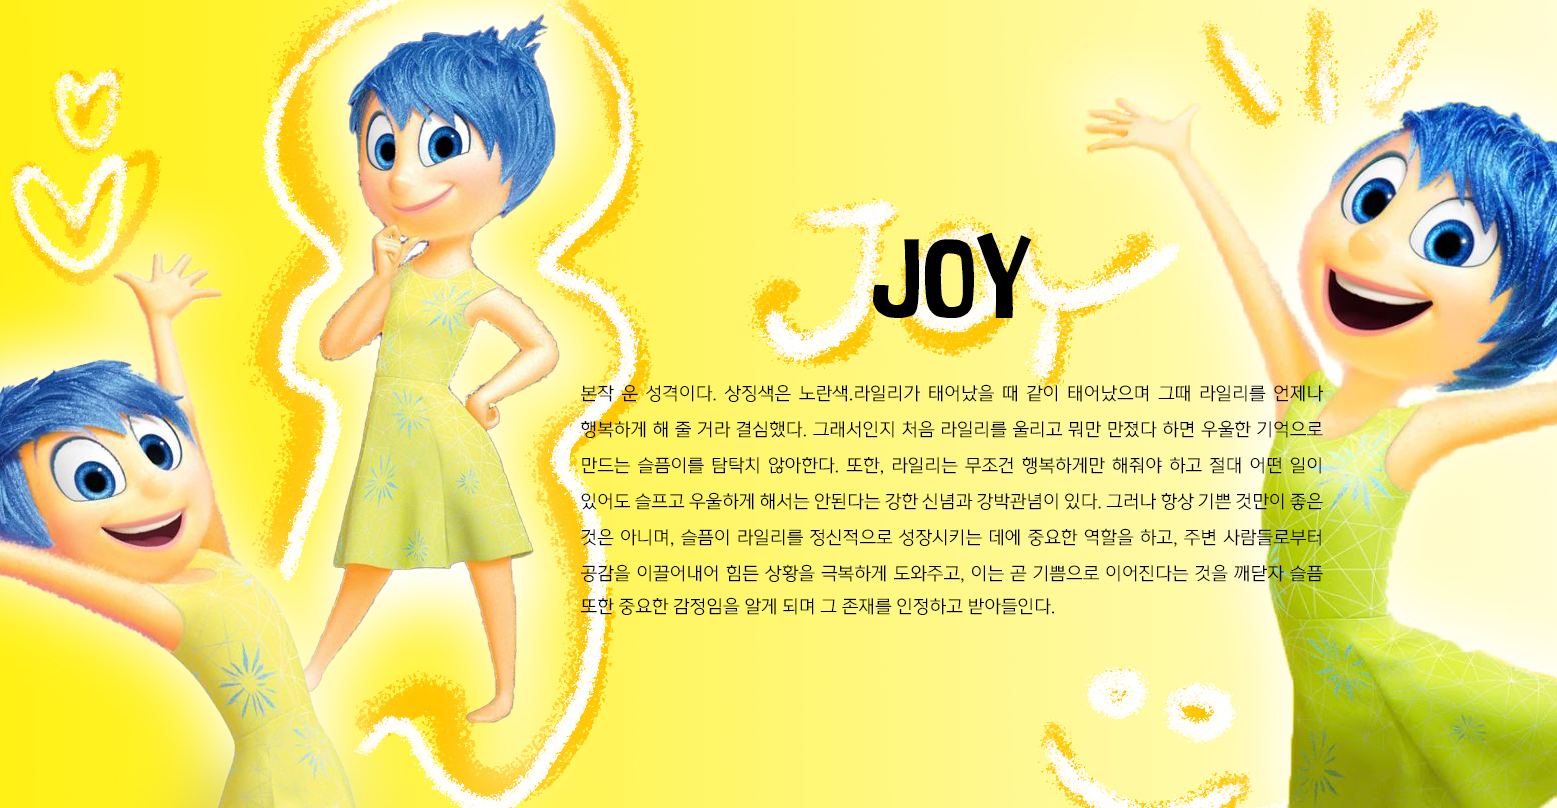 JOY
JOY
본작 운 성격이다. 상징색은 노란색.라일리가 태어났을 때 같이 태어났으며 그때 라일리를 언제나
행복하게 해 줄 거라 결심했다. 그래서인지 처음 라일리를 울리고 뭐만 만졌다 하면 우울한 기억으로
만드는 슬픔이를 탐탁치 않아한다. 또한, 라일리는 무조건 행복하게만 해줘야 하고 절대 어떤 일이
있어도 슬프고 우울하게 해서는 안된다는 강한 신념과 강박관념이 있다. 그러나 항상 기쁜 것만이 좋은
것은 아니며, 슬픔이 라일리를 정신적으로 성장시키는 데에 중요한 역할을 하고, 주변 사람들로부터
공감을 이끌어내어 힘든 상황을 극복하게 도와주고, 이는 곧 기쁨으로 이어진다는 것을 깨닫자 슬픔
또한 중요한 감정임을 알게 되며 그 존재를 인정하고 받아들인다.